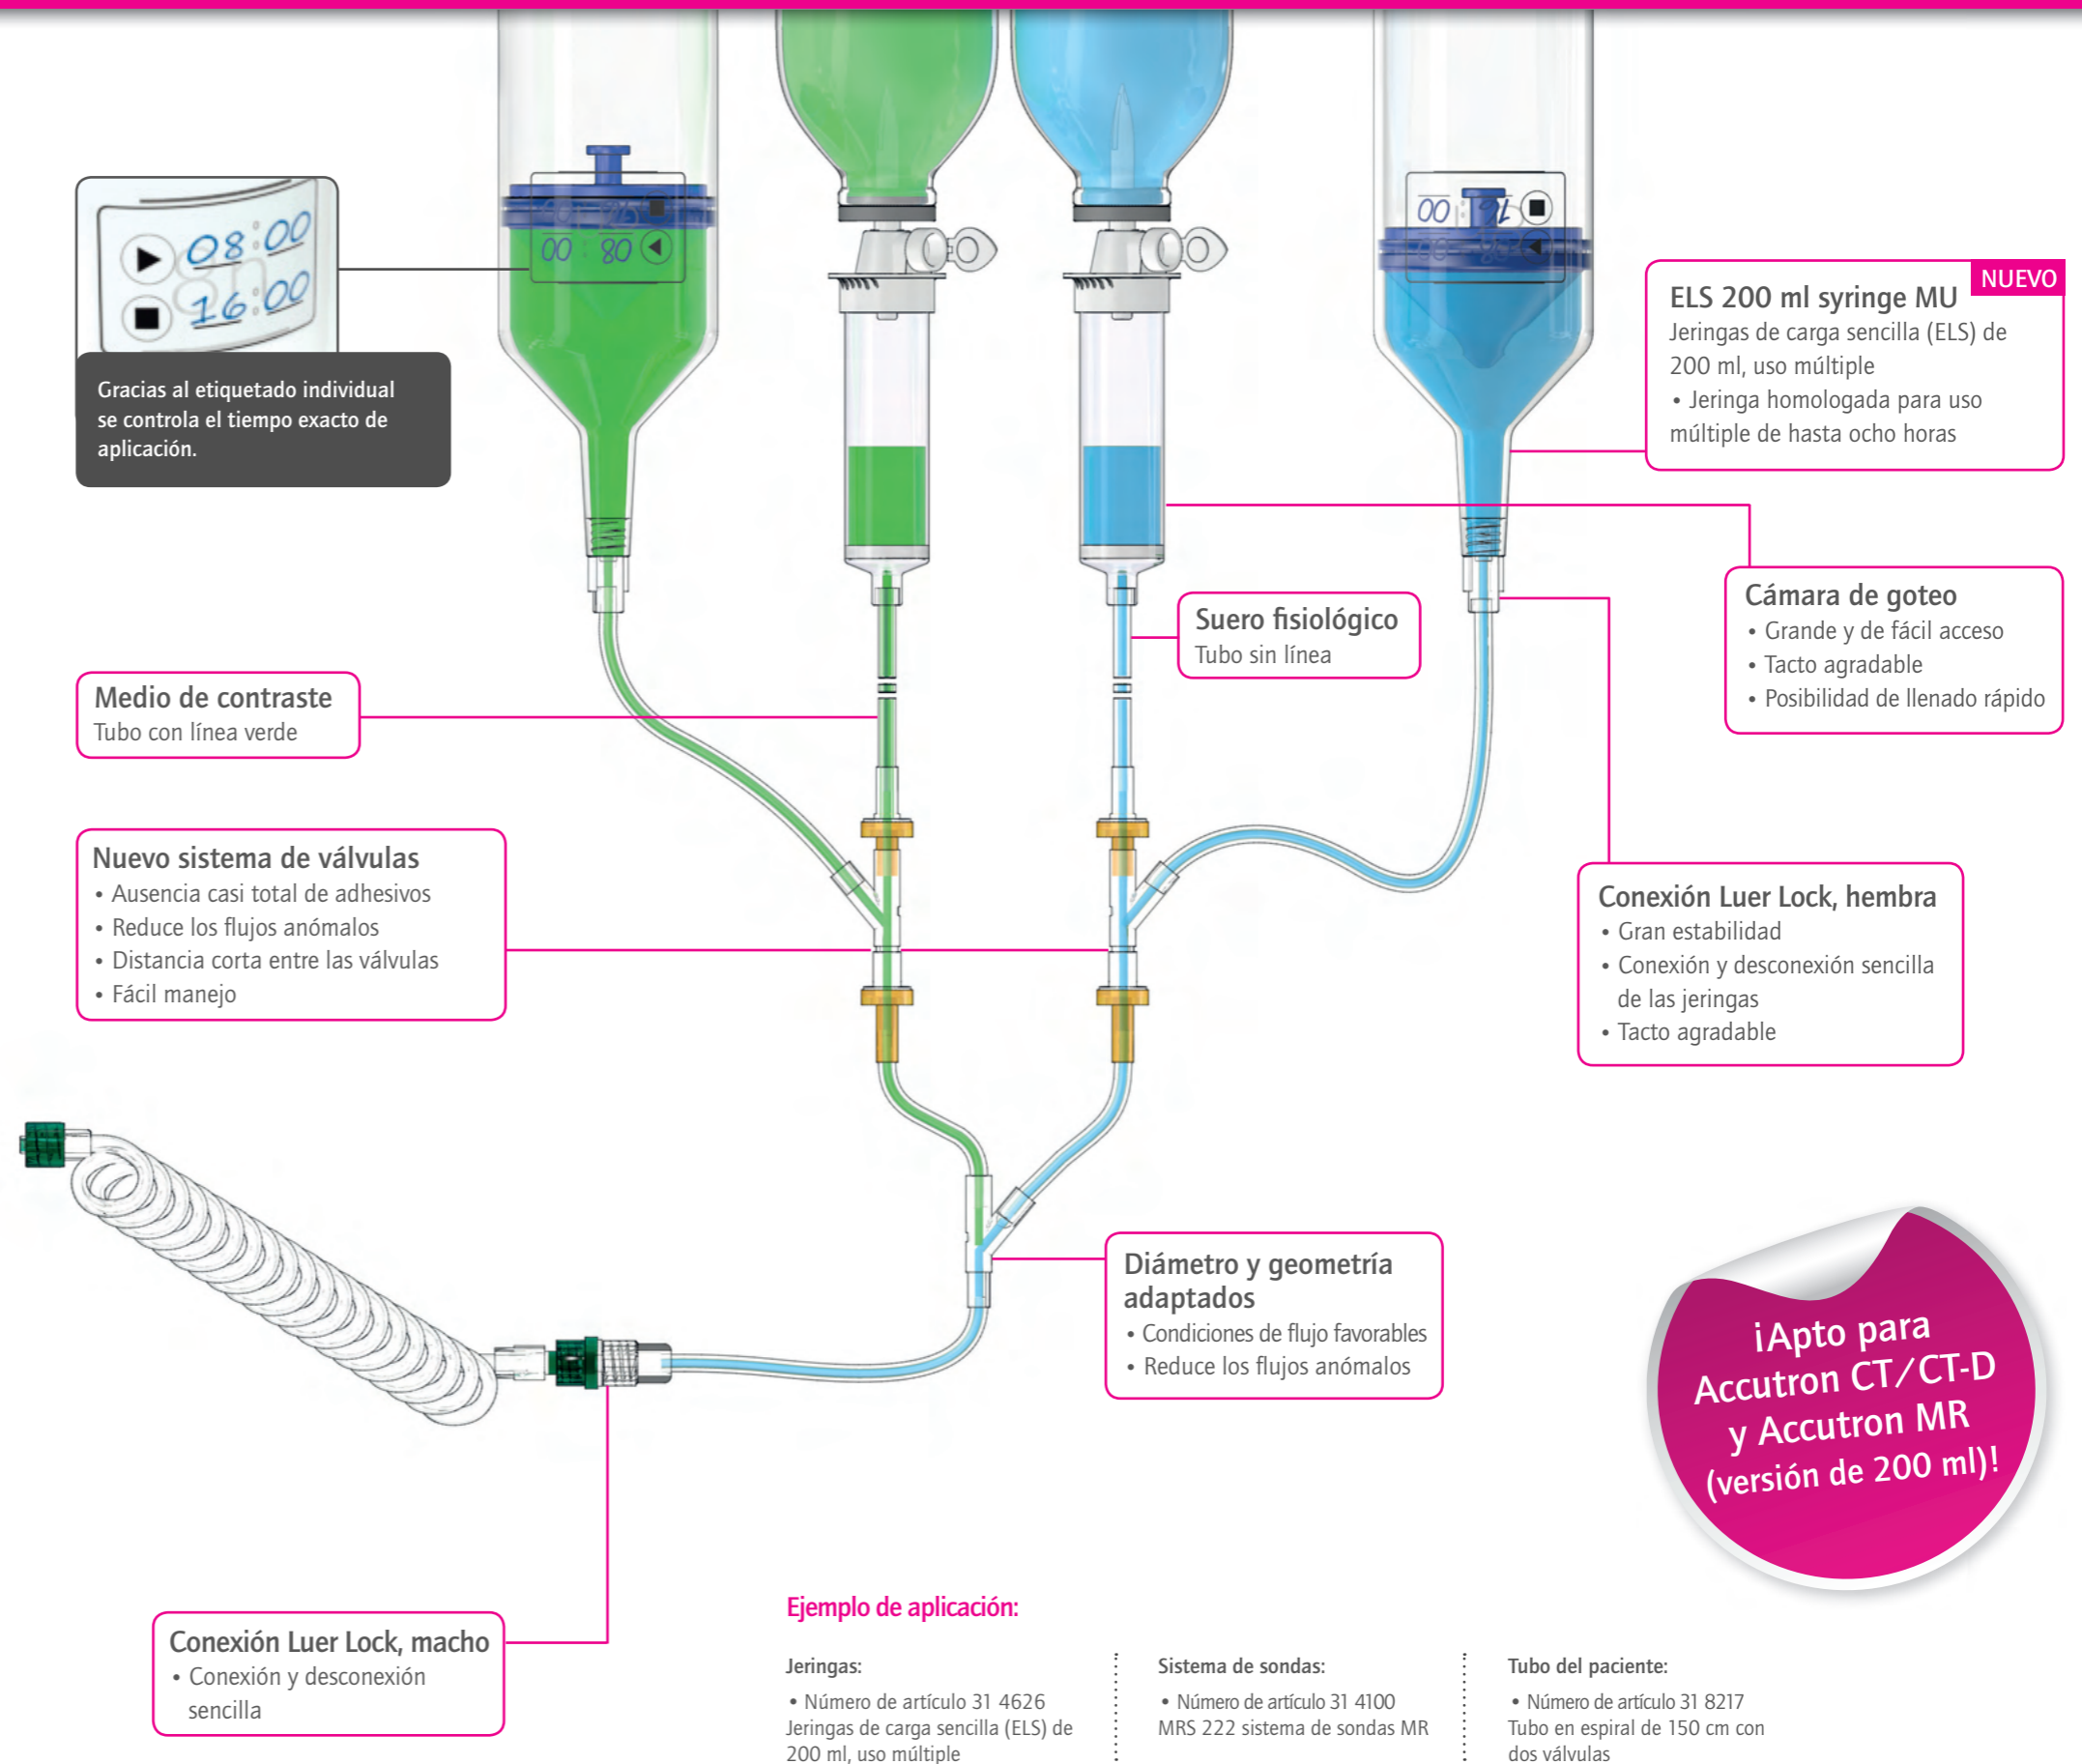 08:00
16:00
Gracias al etiquetado individual
se controla el tiempo exacto de
aplicación.
00 : 80
00 : 16
NUEVO
ELS 200 ml syringe MU
Jeringas de carga sencilla (ELS) de
200 ml, uso múltiple
• Jeringa homologada para uso
múltiple de hasta ocho horas
Cámara de goteo
• Grande y de fácil acceso
• Tacto agradable
• Posibilidad de llenado rápido
Suero fisiológico
Tubo sin línea
Medio de contraste
Tubo con línea verde
Nuevo sistema de válvulas
• Ausencia casi total de adhesivos
• Reduce los flujos anómalos
• Distancia corta entre las válvulas
• Fácil manejo
Conexión Luer Lock, hembra
• Gran estabilidad
• Conexión y desconexión sencilla
de las jeringas
• Tacto agradable
Diámetro y geometría
adaptados
• Condiciones de flujo favorables
• Reduce los flujos anómalos
¡Apto para
Accutron CT/CT-D
y Accutron MR
(versión de 200 ml)!
Conexión Luer Lock, macho
• Conexión y desconexión
sencilla
Ejemplo de aplicación:
Jeringas:
• Número de artículo 31 4626
Jeringas de carga sencilla (ELS) de
200 ml, uso múltiple
Sistema de sondas:
• Número de artículo 31 4100
MRS 222 sistema de sondas MR
Tubo del paciente:
• Número de artículo 31 8217
Tubo en espiral de 150 cm con
dos válvulas